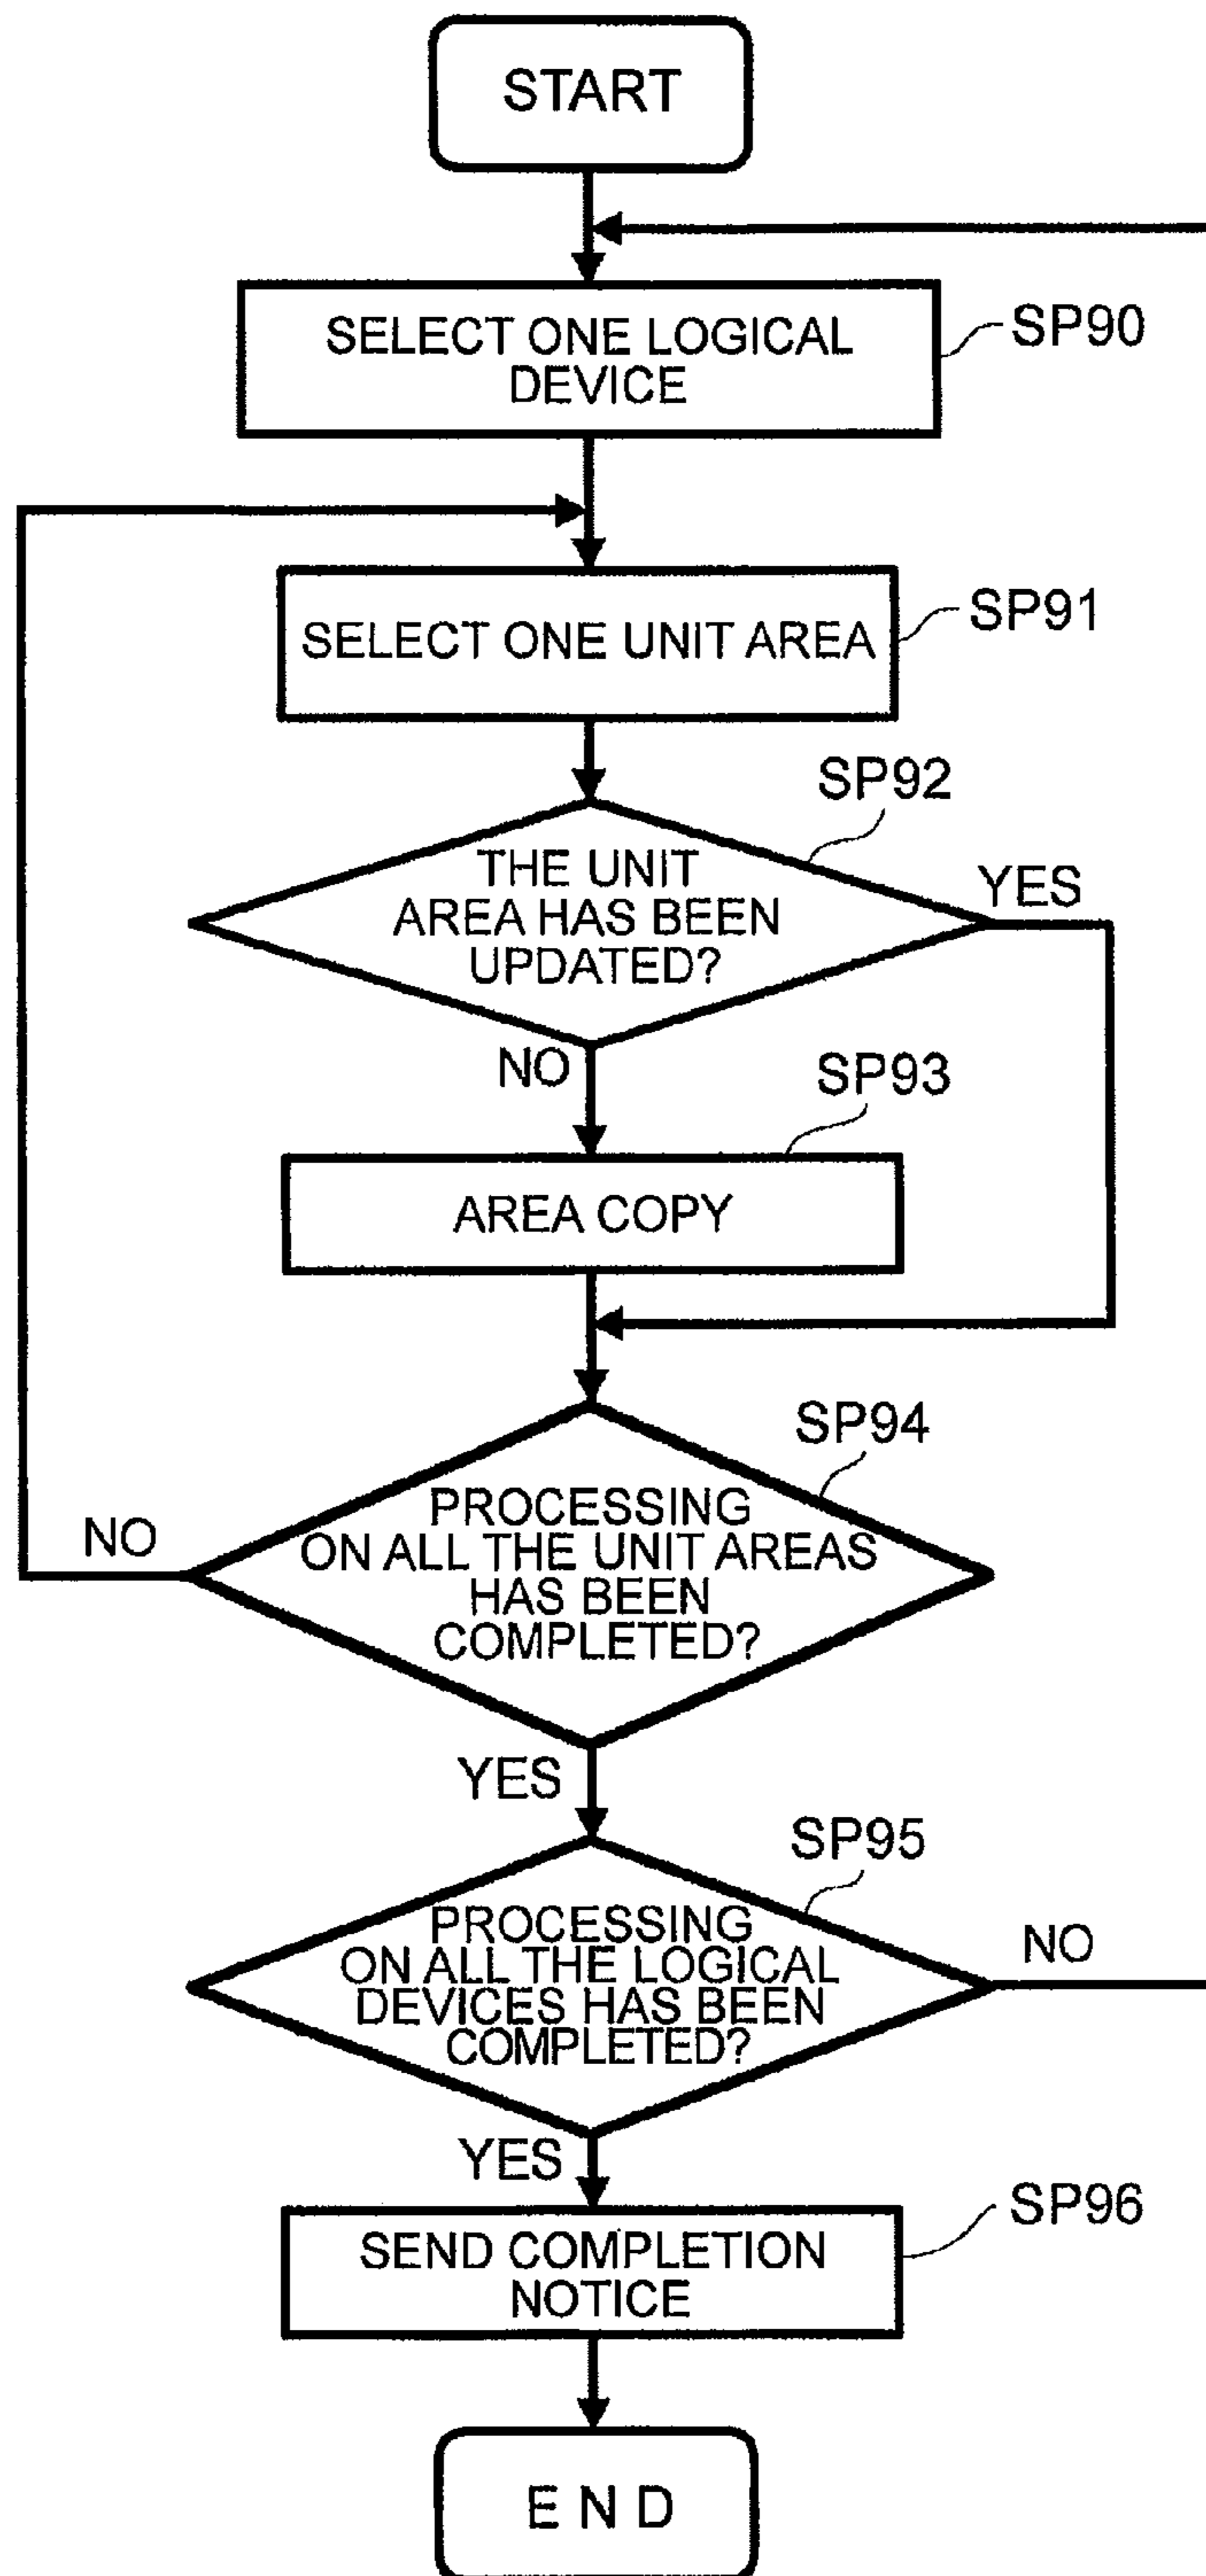 START
SELECT ONE LOGICAL
DEVICE
SP90
SELECT ONE UNIT AREA
SP91
SP92
THE UNIT
AREA HAS BEEN
UPDATED?
YES
NO
SP93
AREA COPY
SP94
PROCESSING
ON ALL THE UNIT AREAS
HAS BEEN
COMPLETED?
NO
YES
SP95
PROCESSING
ON ALL THE LOGICAL
DEVICES HAS BEEN
COMPLETED?
NO
YES
SP96
SEND COMPLETION
NOTICE
E N D